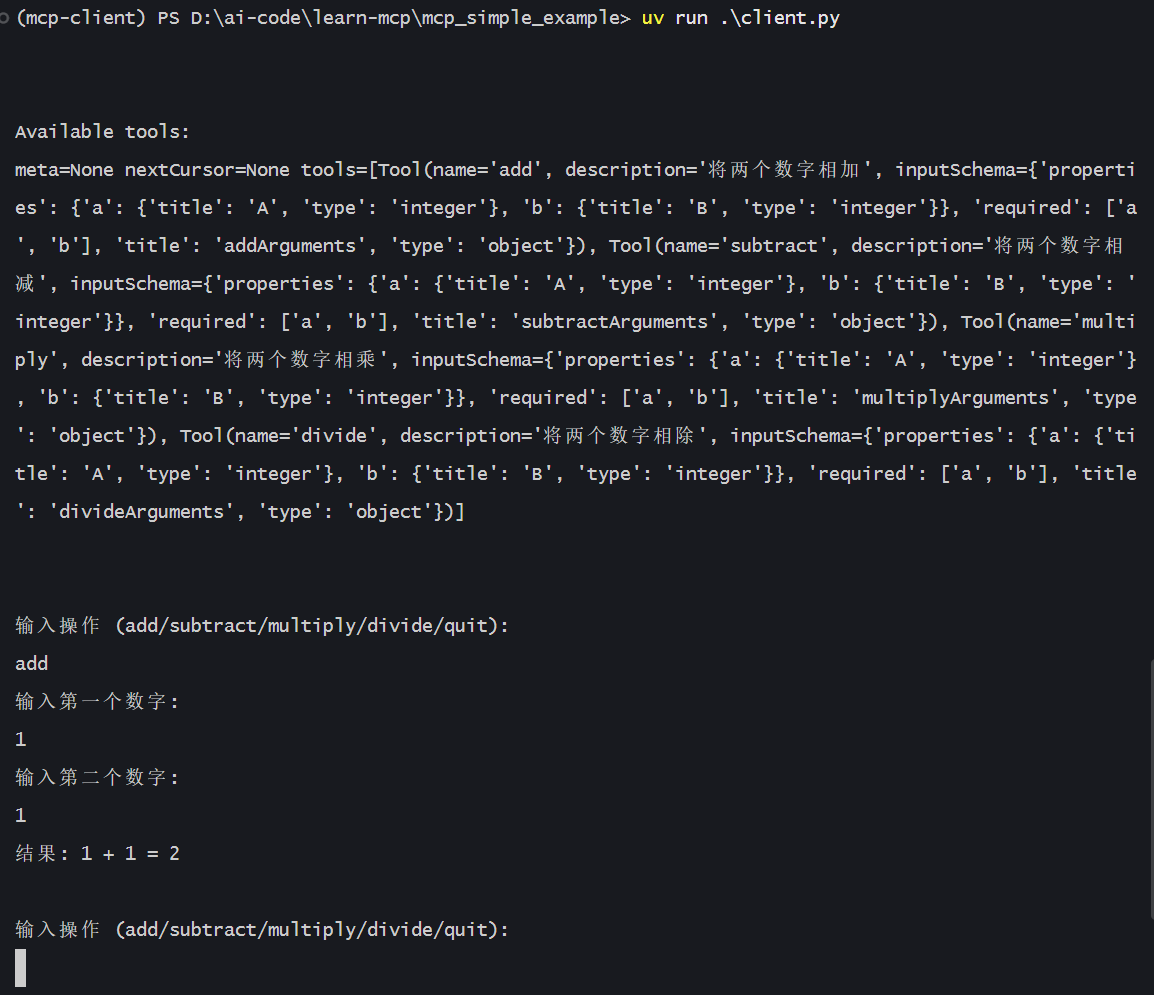 (mcp-client) PS D:\ai-code\learn-mcp\mcp_simple_example> uv run .\client.py
Available tools:
meta=None nextCursor=None tools=[Tool(name='add', description='将两个数字相加', inputSchema={'properti
es': {'a': {'title': 'A', 'type': 'integer'}, 'b': {'title': 'B', 'type': 'integer'}}, 'required': ['a
', 'b'], 'title': 'addArguments', 'type': 'object'}), Tool(name='subtract', description='将两个数字相
减', inputSchema={'properties': {'a': {'title': 'A', 'type': 'integer'}, 'b': {'title': 'B', 'type': '
integer'}}, 'required': ['a', 'b'], 'title': 'subtractArguments', 'type': 'object'}), Tool(name='multi
ply', description='将两个数字相乘', inputSchema={'properties': {'a': {'title': 'A', 'type': 'integer'}
, 'b': {'title': 'B', 'type': 'integer'}}, 'required': ['a', 'b'], 'title': 'multiplyArguments', 'type
': 'object'}), Tool(name='divide', description='将两个数字相除', inputSchema={'properties': {'a': {'ti
tle': 'A', 'type': 'integer'}, 'b': {'title': 'B', 'type': 'integer'}}, 'required': ['a', 'b'], 'title
': 'divideArguments', 'type': 'object'})]
输入操作 (add/subtract/multiply/divide/quit):
add
输入第一个数字:
1
输入第二个数字:
1
结果: 1 + 1 = 2
输入操作 (add/subtract/multiply/divide/quit):